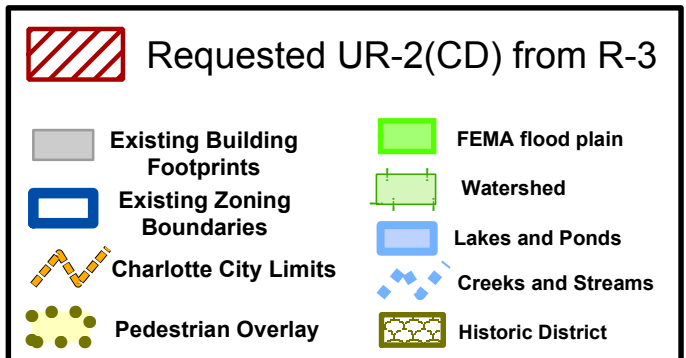 Requested UR-2(CD) from R-3
Existing Building
Footprints
Existing Zoning
Boundaries
Charlotte City Limits
Pedestrian Overlay
FEMA flood plain
Watershed
Lakes and Ponds
Creeks and Streams
Historic District